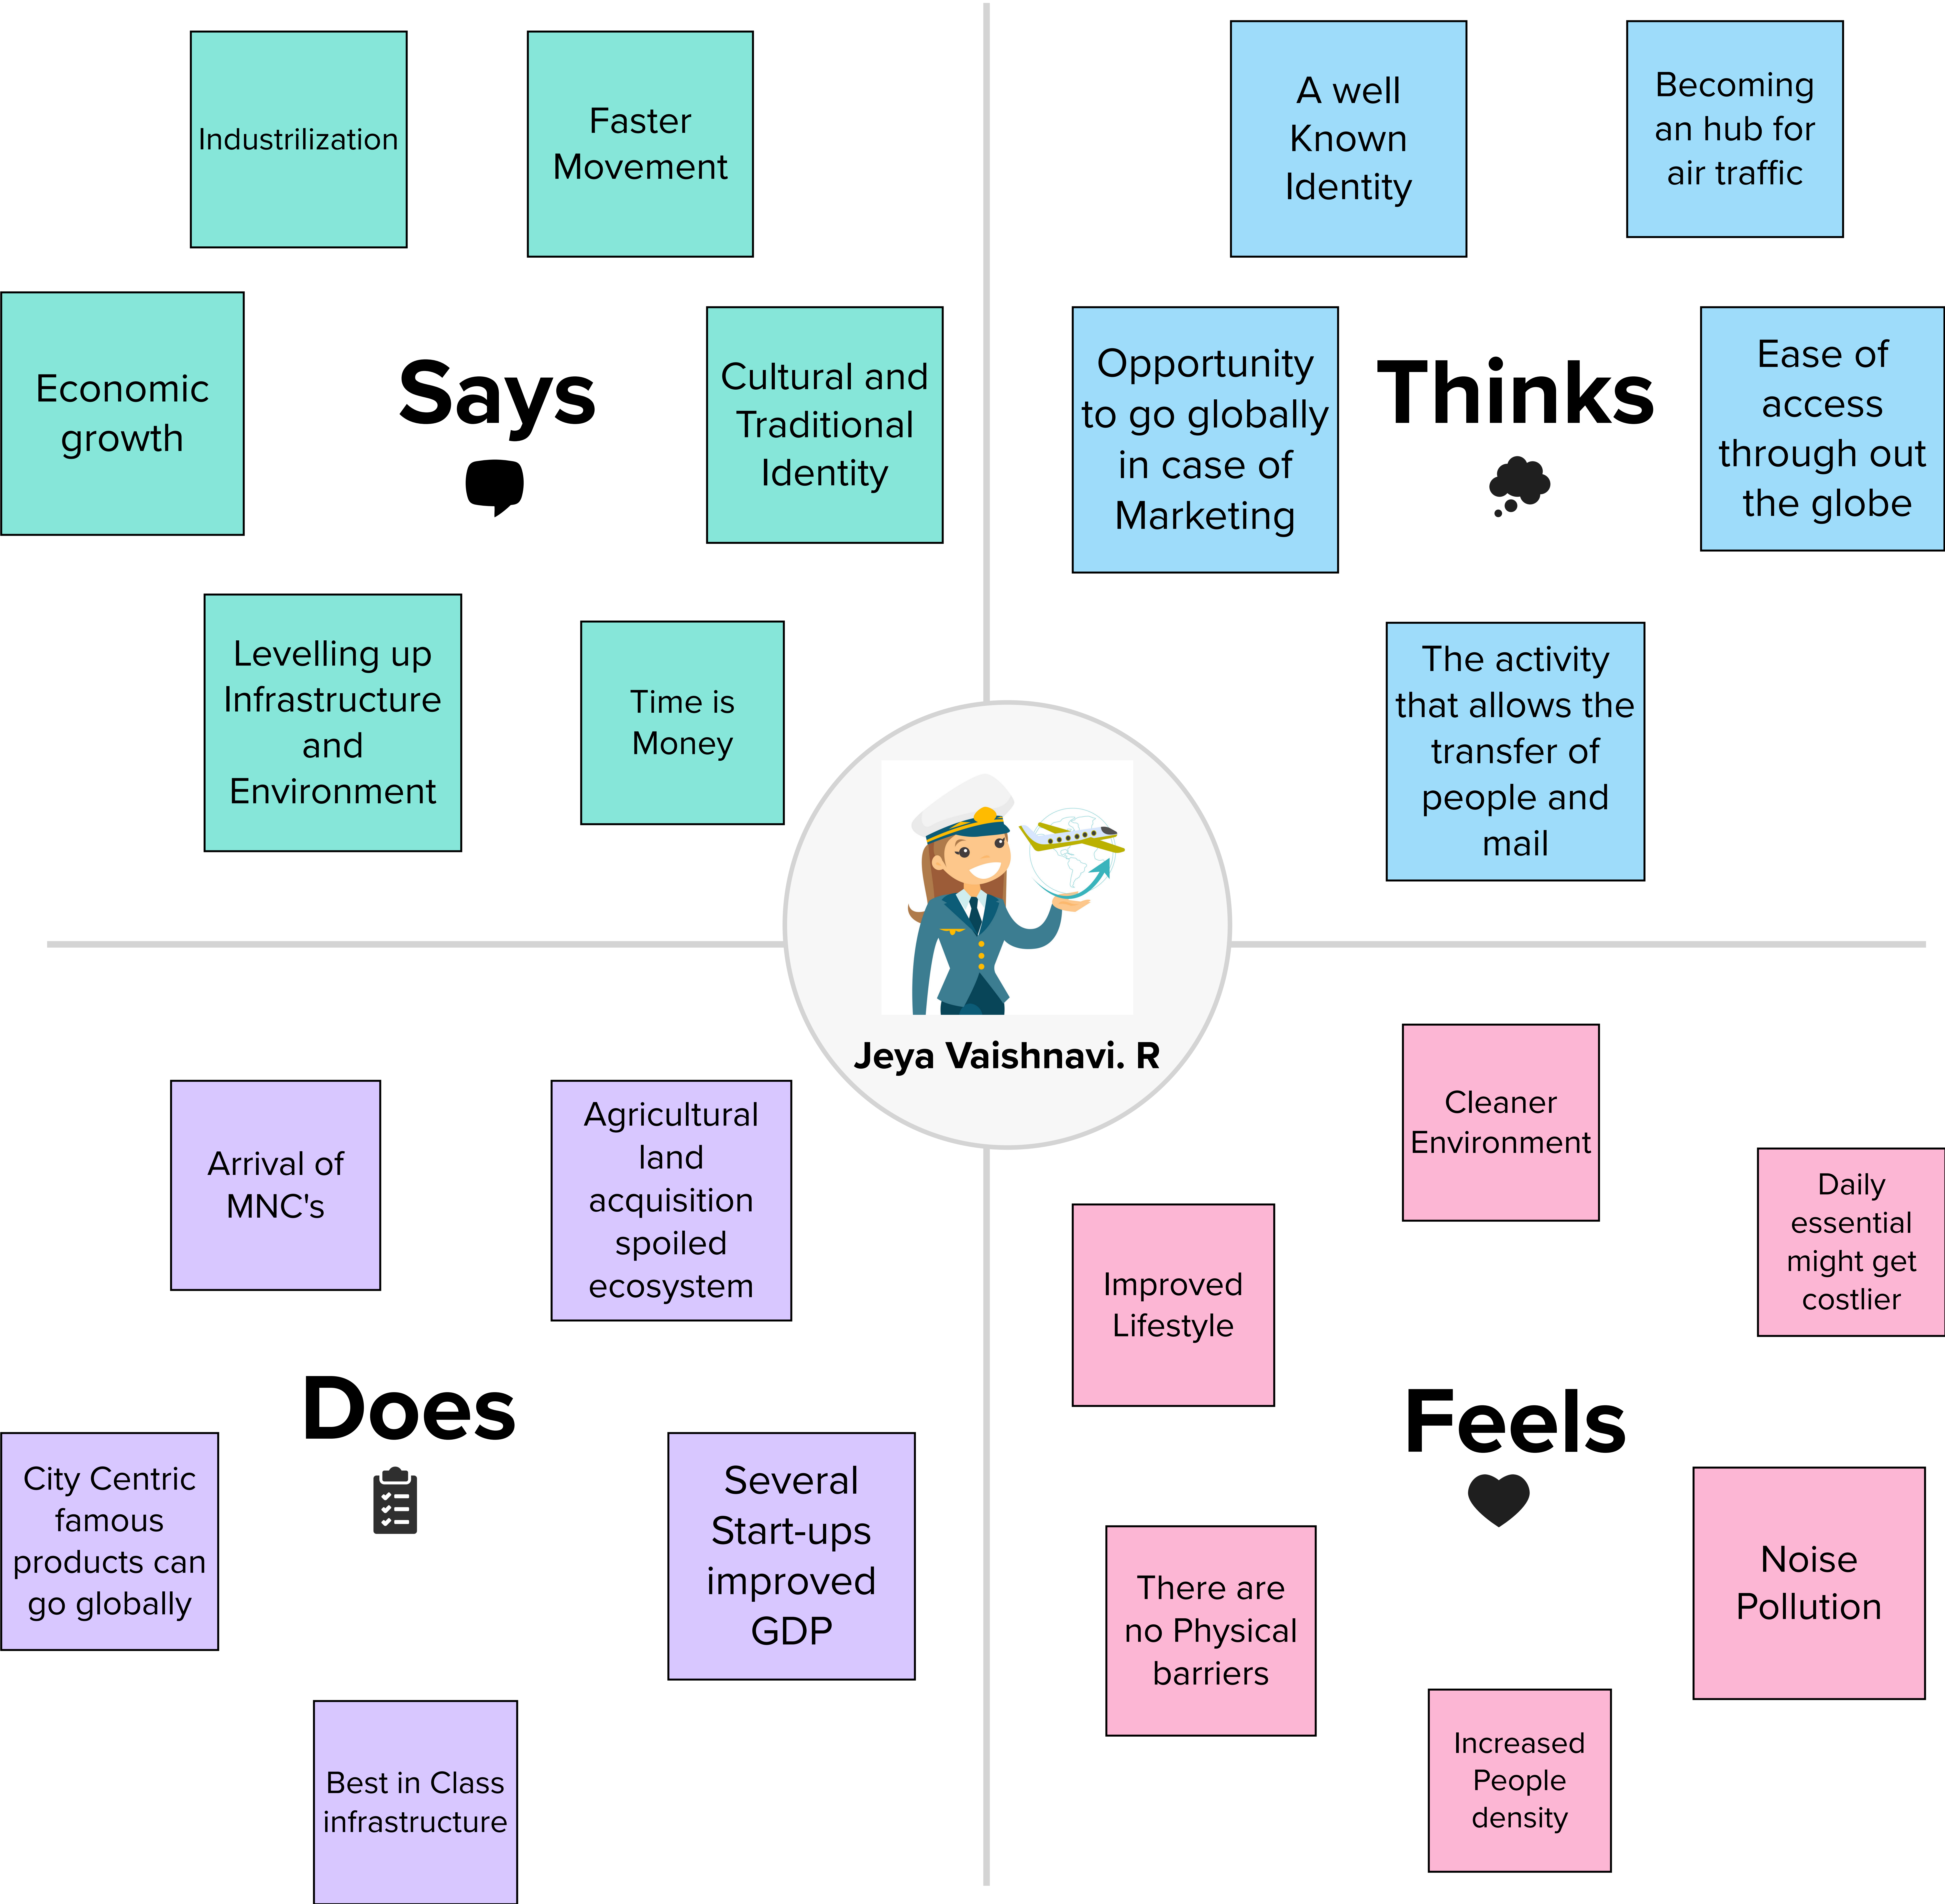 Industrilization
Faster
Movement
Economic
growth
Says
Cultural and
Traditional
Identity
Levelling up
Infrastructure
and
Environment
Time is
Money
A well
Known
Identity
Becoming
an hub for
air traffic
Opportunity
to go globally
in case of
Marketing
Thinks
Ease of
access
through out
the globe
The activity
that allows the
transfer of
people and
mail
Jeya Vaishnavi. R
Arrival of
MNC's
Agricultural
land
acquisition
spoiled
ecosystem
Does
City Centric
famous
products can
go globally
Several
Start-ups
improved
GDP
Best in Class
infrastructure
Cleaner
Environment
Daily
essential
might get
costlier
Improved
Lifestyle
Feels
There are
no Physical
barriers
Noise
Pollution
Increased
People
density